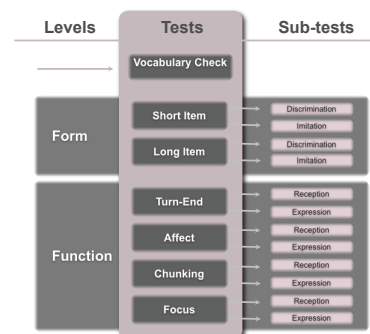 Levels Tests Sub-tests
Vocabulary Check
Form
Short Item
Discrimination
Imitation
Long Item
Discrimination
Imitation
Function
Turn-End
Reception
Expression
Affect
Reception
Expression
Chunking
Reception
Expression
Focus
Reception
Expression